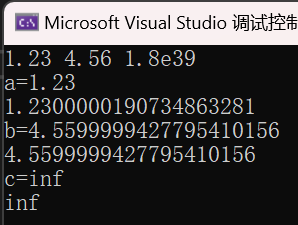 Microsoft Visual Studio 调试控制
1.23 4.56 1.8e39
a=1.23
1.2300000190734863281
b=4.5599999427795410156
4.5599999427795410156
c=inf
inf